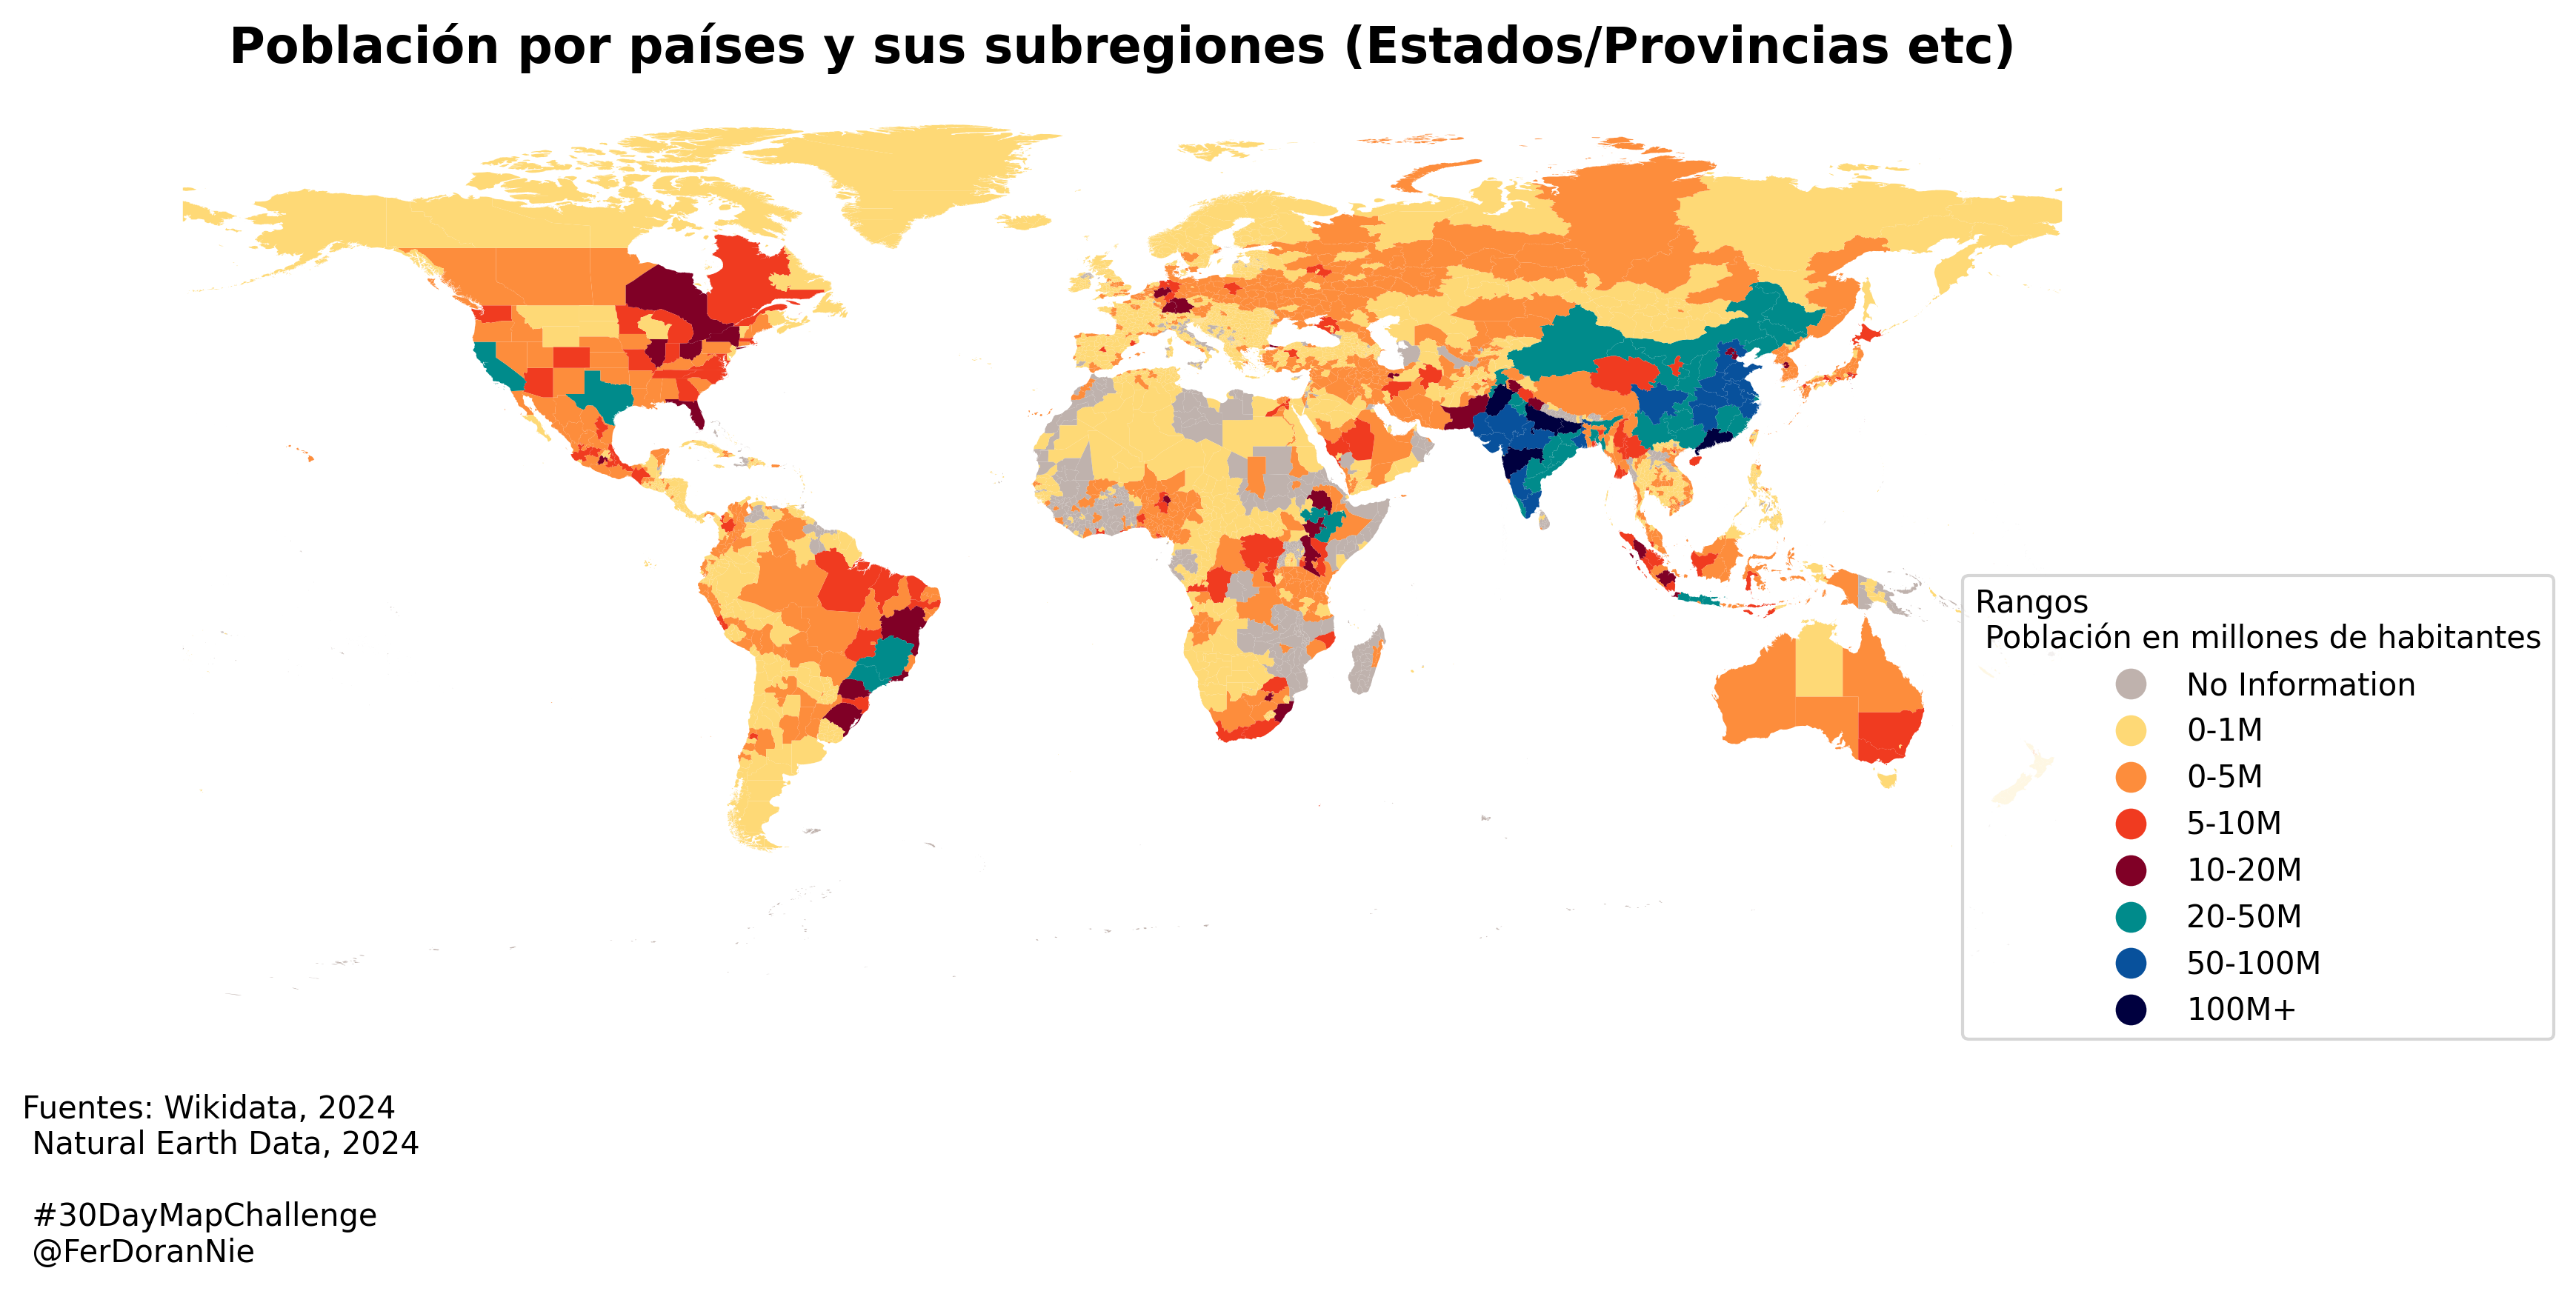 Población por países y sus subregiones (Estados/Provincias etc)
Rangos
Población en millones de habitantes
No Information
0-1M
0-5M
5-10M
10-20M
20-50M
50-100M
100M+
Fuentes: Wikidata, 2024
Natural Earth Data, 2024
#30DayMapChallenge
@FerDoranNie